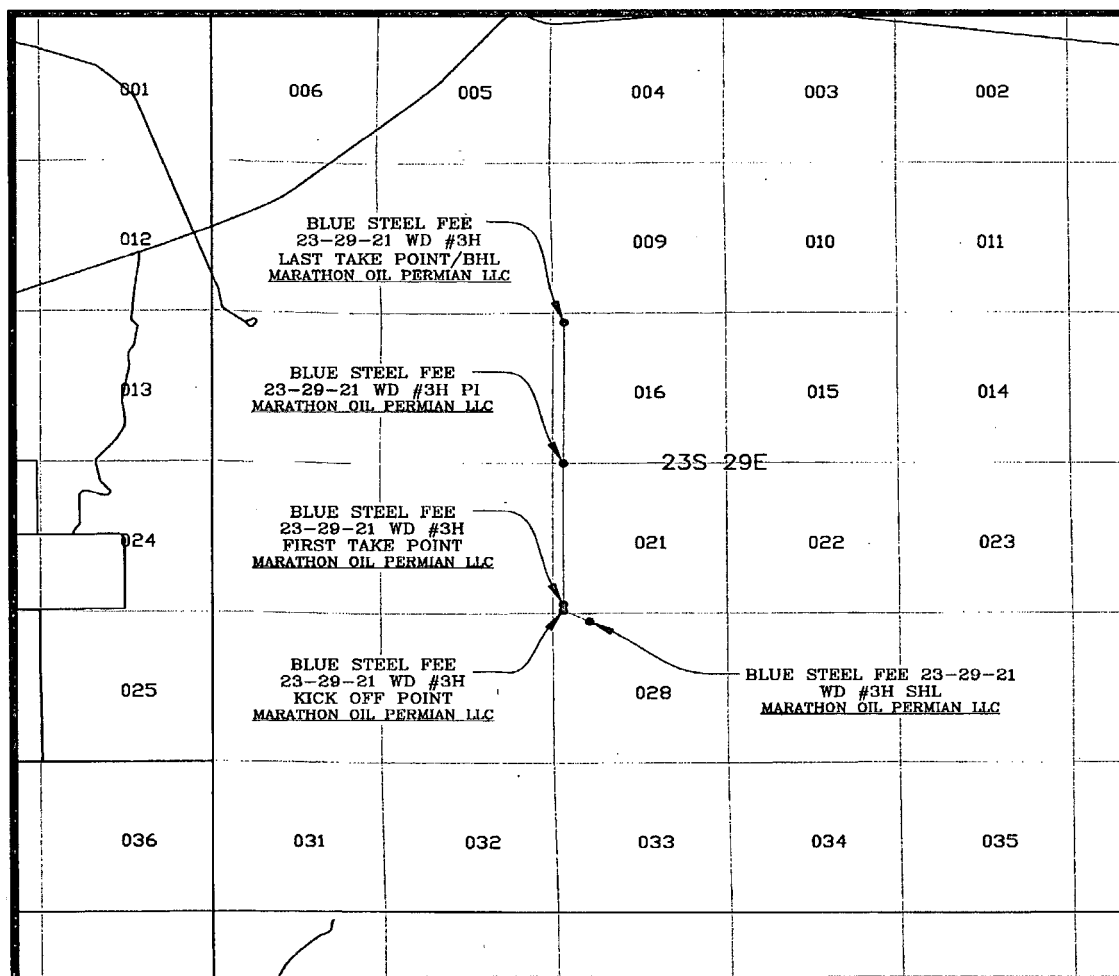 001 006 005 004 003 002
BLUE STEEL FEE
23-29-21 WD #3H
LAST TAKE POINT/BHL
MARATHON OIL PERMIAN LLC
012 009 010 011
BLUE STEEL FEE
23-29-21 WD #3H PI
MARATHON OIL PERMIAN LLC
013 016 015 014
23S 29E
BLUE STEEL FEE
23-29-21 WD #3H
FIRST TAKE POINT
MARATHON OIL PERMIAN LLC
024 021 022 023
BLUE STEEL FEE
23-29-21 WD #3H
KICK OFF POINT
MARATHON OIL PERMIAN LLC
025 028
BLUE STEEL FEE 23-29-21
WD #3H SHL
MARATHON OIL PERMIAN LLC
036 031 032 033 034 035